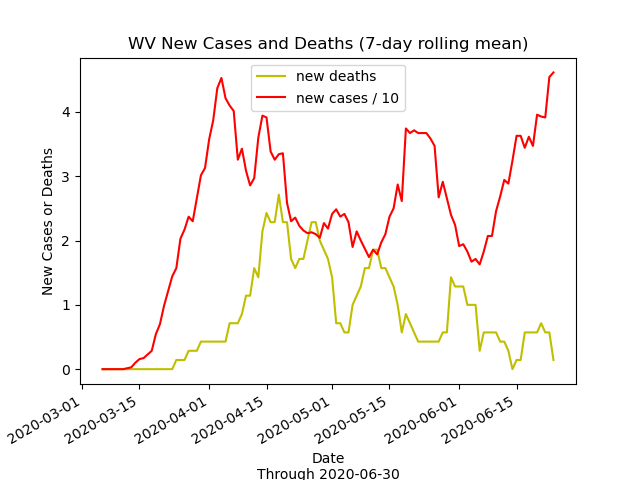 WV New Cases and Deaths (7-day rolling mean)
new deaths
new cases / 10
New Cases or Deaths
4
3
2
1
0
2020-03-01
2020-03-15
2020-04-01
2020-04-15
2020-05-01
2020-05-15
2020-06-01
2020-06-15
Date
Through 2020-06-30